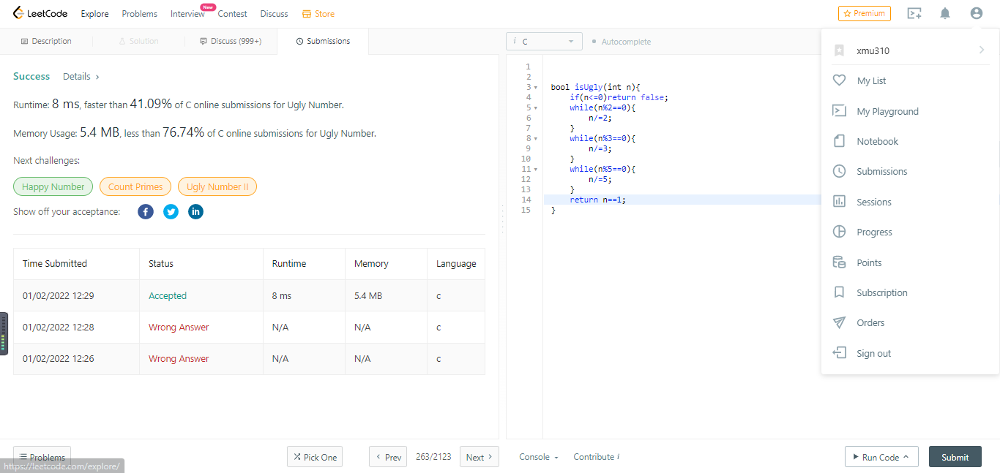 LeetCode Explore Problems Interview New Contest Discuss Store Premium
Description Solution Discuss (999+) Submissions
i C Autocomplete
Success Details ›
Runtime: 8 ms, faster than 41.09% of C online submissions for Ugly Number.
Memory Usage: 5.4 MB, less than 76.74% of C online submissions for Ugly Number.
Next challenges:
Happy Number Count Primes Ugly Number II
Show off your acceptance:
Time Submitted Status Runtime Memory Language
01/02/2022 12:29 Accepted 8 ms 5.4 MB c
01/02/2022 12:28 Wrong Answer N/A N/A c
01/02/2022 12:26 Wrong Answer N/A N/A c
1
2
3 bool isUgly(int n){
4 if(n<=0)return false;
5 while(n%2==0){
6 n/=2;
7 }
8 while(n%3==0){
9 n/=3;
10 }
11 while(n%5==0){
12 n/=5;
13 }
14 return n==1;
15 }
xmu310
My List
My Playground
Notebook
Submissions
Sessions
Progress
Points
Subscription
Orders
Sign out
Problems Pick One ‹ Prev 263/2123 Next › Console Contribute i Run Code Submit
https://leetcode.com/explore/